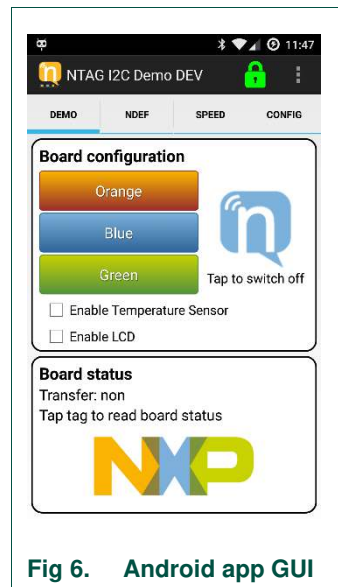 11:47
NTAG I2C Demo DEV
DEMO NDEF SPEED CONFIG
Board configuration
Orange
Blue
Green
Tap to switch off
Enable Temperature Sensor
Enable LCD
Board status
Transfer: non
Tap tag to read board status
NXP
Fig 6. Android app GUI